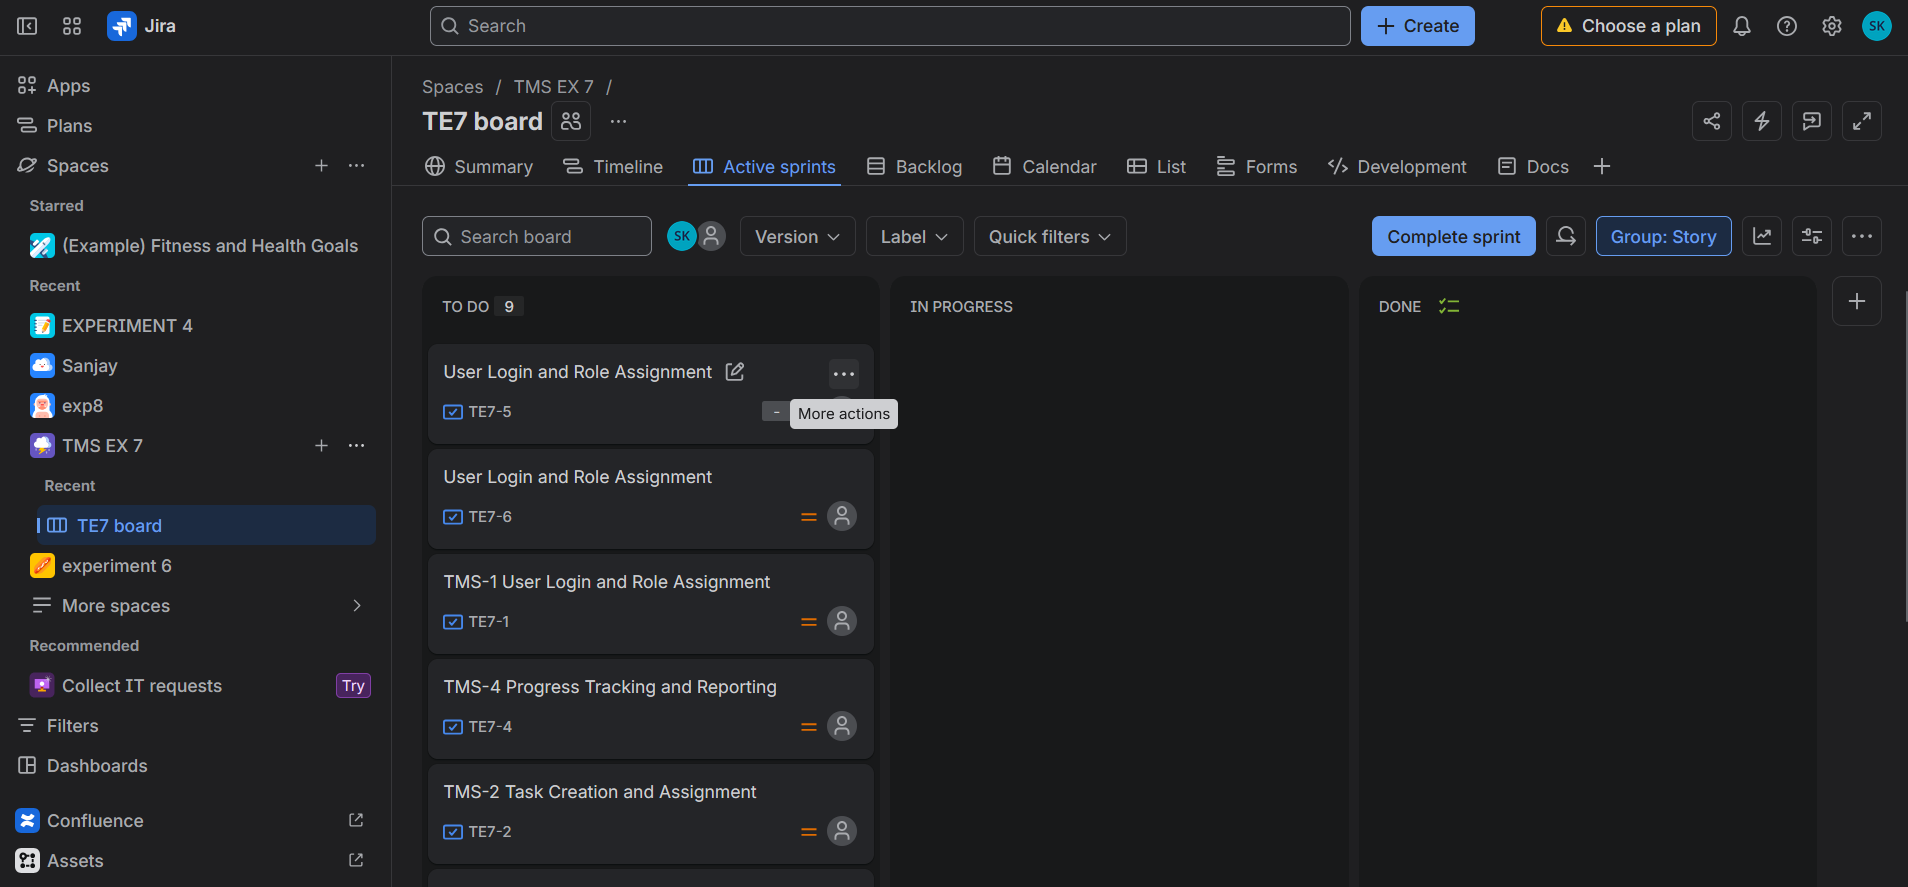 Jira
Search
Create
Choose a plan
SK
Apps
Plans
Spaces
Starred
(Example) Fitness and Health Goals
Recent
EXPERIMENT 4
Sanjay
exp8
TMS EX 7
Recent
TE7 board
experiment 6
More spaces
Recommended
Collect IT requests Try
Filters
Dashboards
Confluence
Assets
Spaces / TMS EX 7 /
TE7 board
Summary Timeline Active sprints Backlog Calendar List Forms Development Docs
Search board SK Version Label Quick filters Complete sprint Group: Story
TO DO 9 IN PROGRESS DONE
User Login and Role Assignment
TE7-5 - More actions
User Login and Role Assignment
TE7-6
TMS-1 User Login and Role Assignment
TE7-1
TMS-4 Progress Tracking and Reporting
TE7-4
TMS-2 Task Creation and Assignment
TE7-2